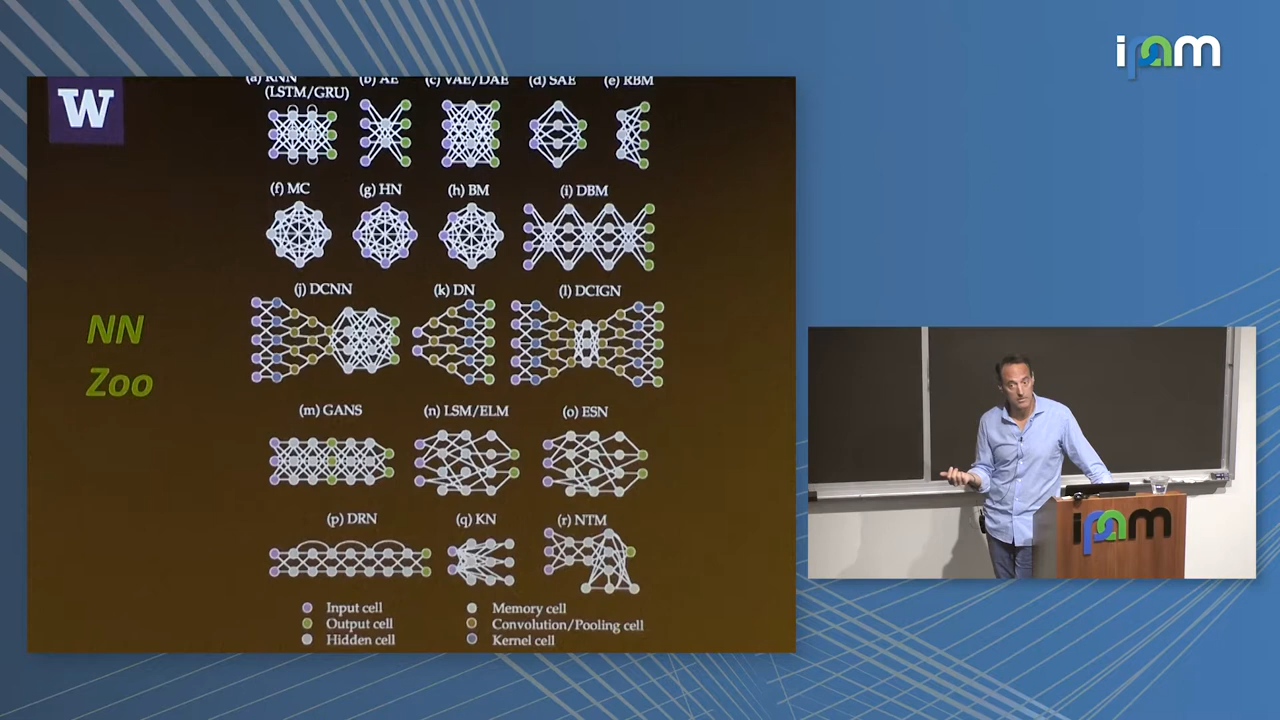 ipam
W
(a) RNN
(LSTM/GRU)
(b) AE
(c) VAE/DAE
(d) SAE
(e) RBM
(f) MC
(g) HN
(h) BM
(i) DBM
(j) DCNN
(k) DN
(l) DCIGN
NN
Zoo
(m) GANS
(n) LSM/ELM
(o) ESN
(p) DRN
(q) KN
(r) NTM
Input cell
Output cell
Hidden cell
Memory cell
Convolution/Pooling cell
Kernel cell
ipam